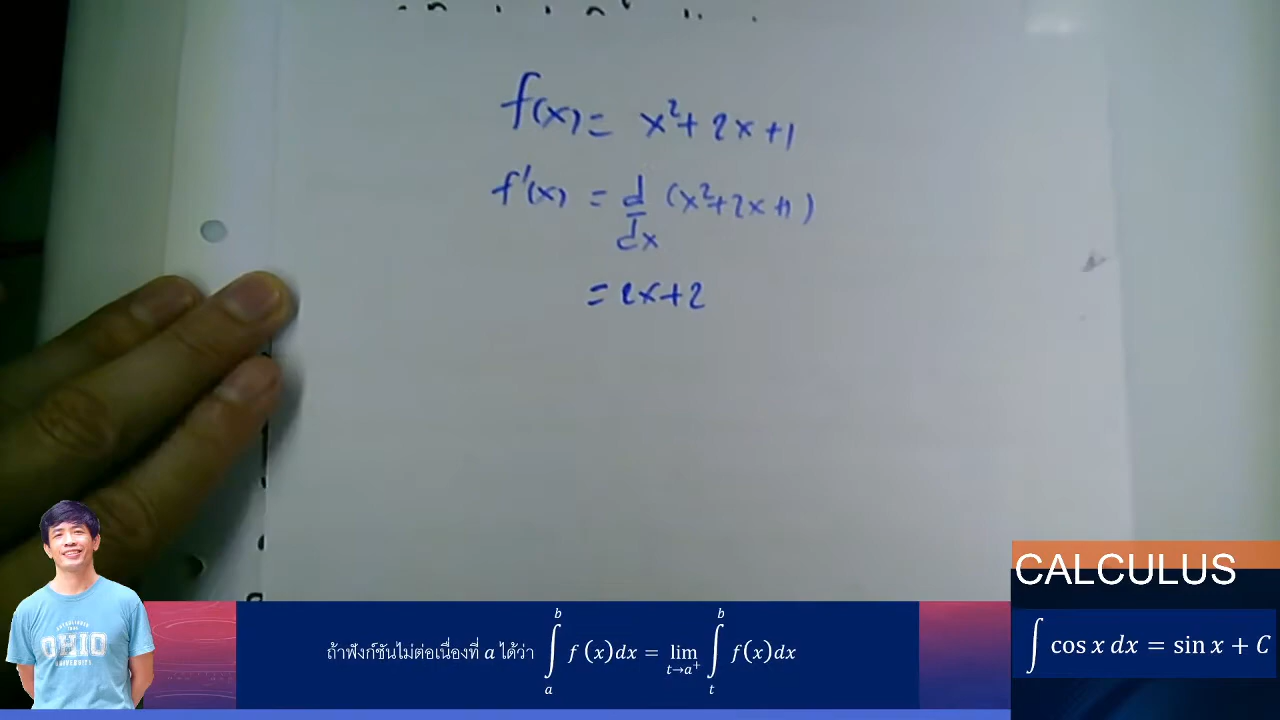 f(x) = x²+ 2x +1
f'(x) = d/dx (x²+2x+1)
= 2x+2
ESTABLISHED
OHIO
UNIVERSITY
ถ้าฟังก์ชันไม่ต่อเนื่องที่ a ได้ว่า ∫ₐᵇ f(x)dx = lim_{t→a⁺} ∫ₜᵇ f(x)dx
CALCULUS
∫ cos x dx = sin x + C